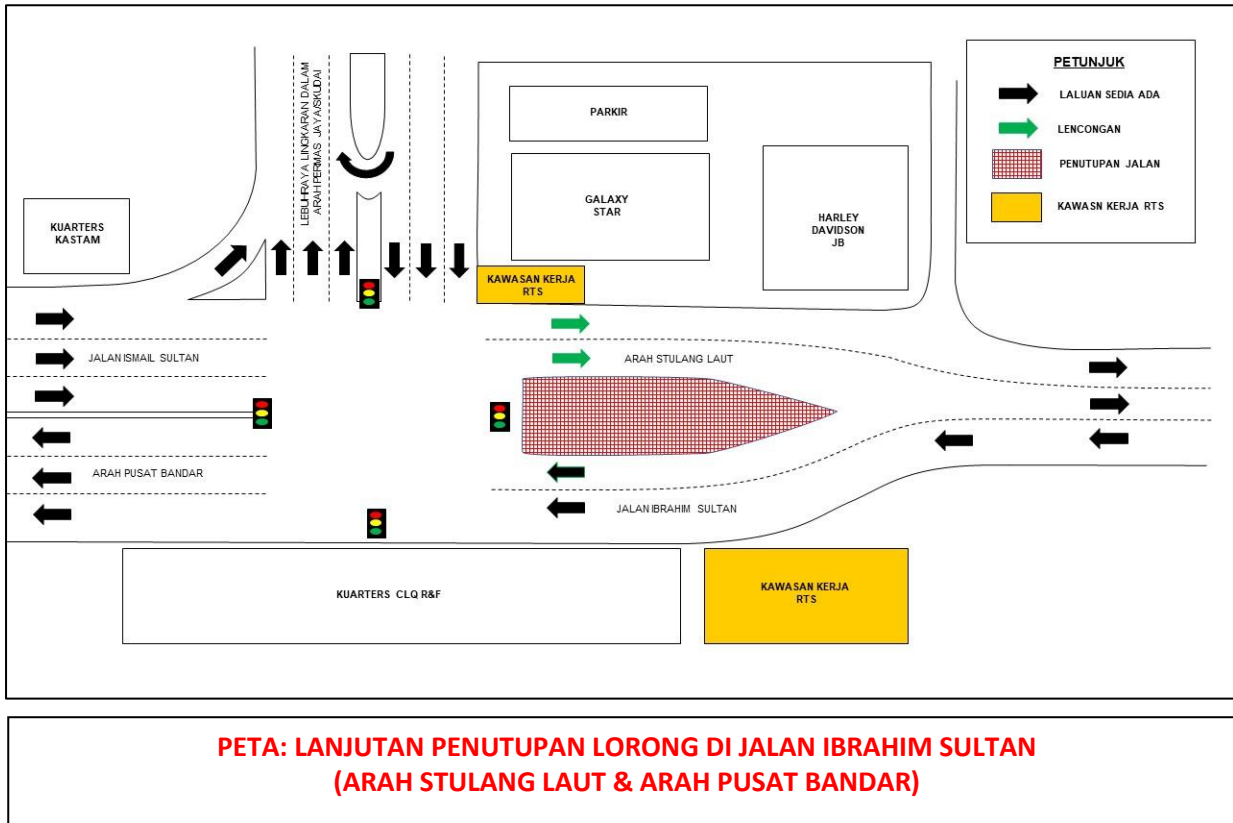 LEBUHRAYA LINGKARAN DALAM
ARAH PERMAS JAYA/SKUDAI
PARKIR
GALAXY
STAR
HARLEY
DAVIDSON
JB
KUARTERS
KASTAM
KAWASAN KERJA
RTS
PETUNJUK
LALUAN SEDIA ADA
LENCONGAN
PENUTUPAN JALAN
KAWASN KERJA RTS
JALAN ISMAIL SULTAN
ARAH STULANG LAUT
ARAH PUSAT BANDAR
JALAN IBRAHIM SULTAN
KUARTERS CLQ R&F
KAWASAN KERJA
RTS
PETA: LANJUTAN PENUTUPAN LORONG DI JALAN IBRAHIM SULTAN
(ARAH STULANG LAUT & ARAH PUSAT BANDAR)